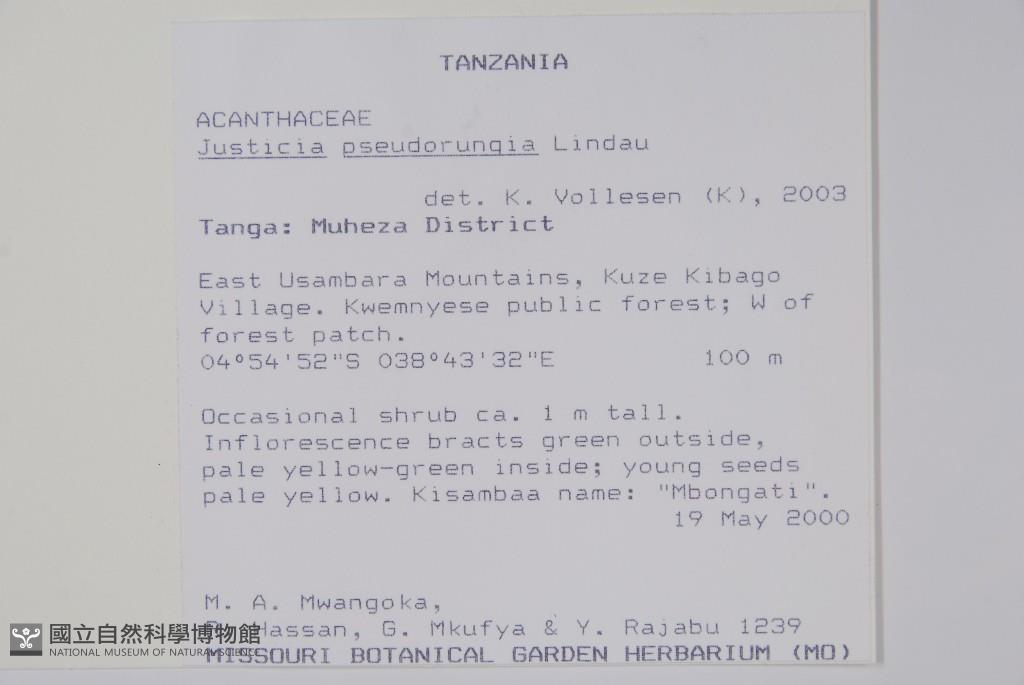 TANZANIA
ACANTHACEAE
Justicia pseudorungia Lindau
det. K. Vollesen (K), 2003
Tanga: Muheza District
East Usambara Mountains, Kuze Kibago
Village. Kwemnyese public forest; W of
forest patch.
04°54'52"S 038°43'32"E 100 m
Occasional shrub ca. 1 m tall.
Inflorescence bracts green outside,
pale yellow-green inside; young seeds
pale yellow. Kisambaa name: "Mbongati".
19 May 2000
M. A. Mwangoka,
Hassan, G. Mkufya & Y. Rajabu 1239
MISSOURI BOTANICAL GARDEN HERBARIUM (MO)
國立自然科學博物館
NATIONAL MUSEUM OF NATURAL SCIENCE